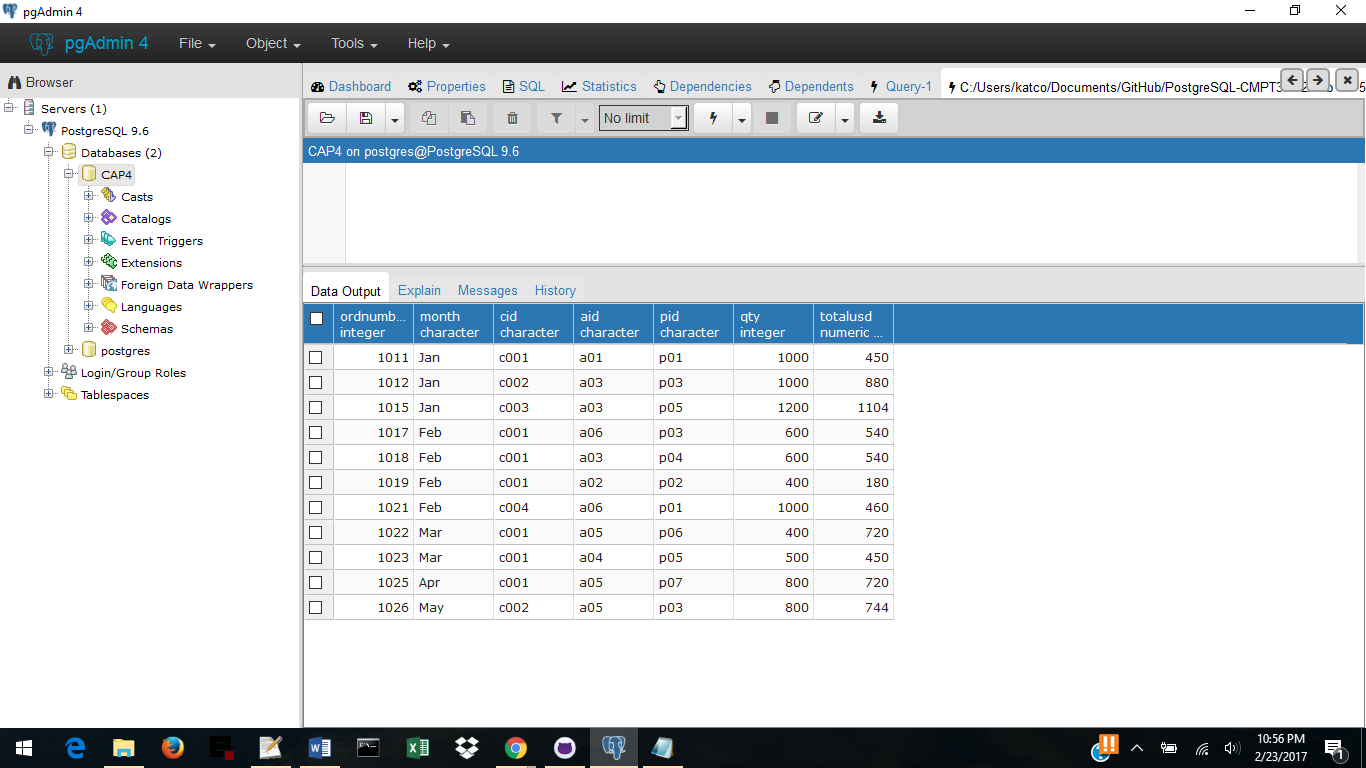 pgAdmin 4
pgAdmin 4 File Object Tools Help
Browser
Servers (1)
PostgreSQL 9.6
Databases (2)
CAP4
Casts
Catalogs
Event Triggers
Extensions
Foreign Data Wrappers
Languages
Schemas
postgres
Login/Group Roles
Tablespaces
Dashboard Properties SQL Statistics Dependencies Dependents Query-1 C:/Users/katco/Documents/GitHub/PostgreSQL-CMPT3
No limit
CAP4 on postgres@PostgreSQL 9.6
Data Output Explain Messages History
ordnumb... month cid aid pid qty totalusd
integer character character character character integer numeric ...
1011 Jan c001 a01 p01 1000 450
1012 Jan c002 a03 p03 1000 880
1015 Jan c003 a03 p05 1200 1104
1017 Feb c001 a06 p03 600 540
1018 Feb c001 a03 p04 600 540
1019 Feb c001 a02 p02 400 180
1021 Feb c004 a06 p01 1000 460
1022 Mar c001 a05 p06 400 720
1023 Mar c001 a04 p05 500 450
1025 Apr c001 a05 p07 800 720
1026 May c002 a05 p03 800 744
10:56 PM
2/23/2017
1